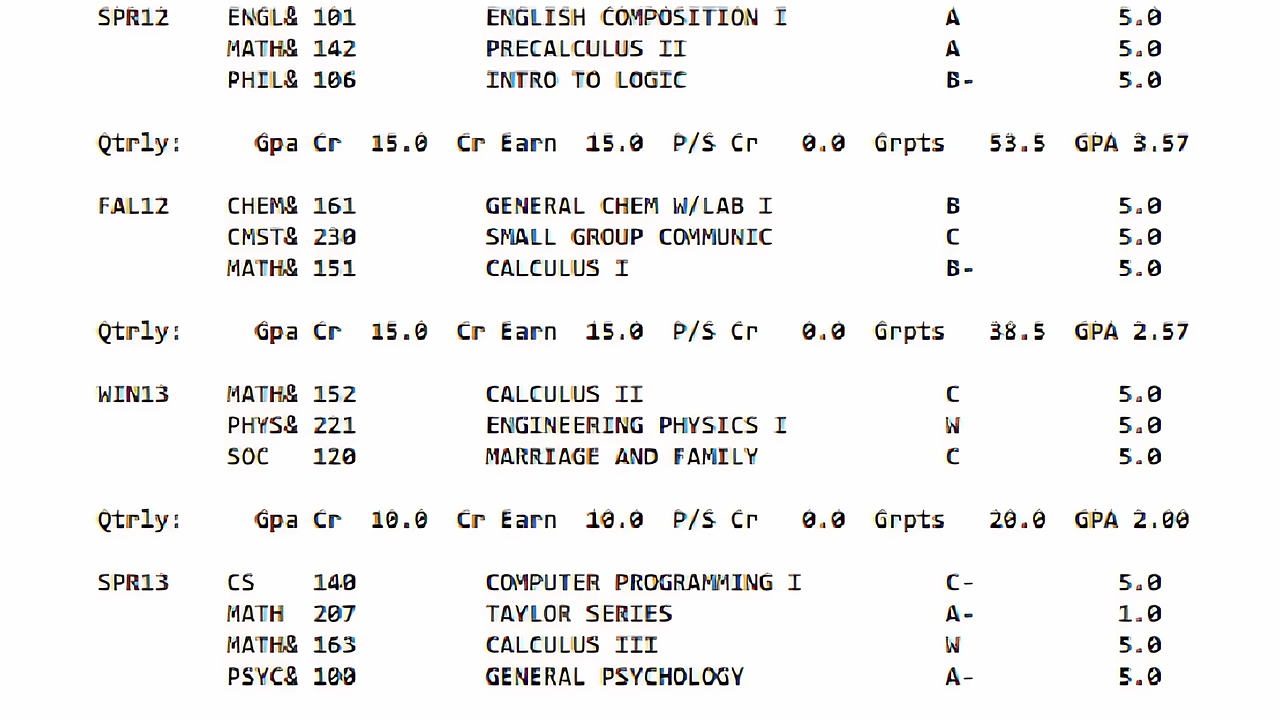 SPR12 ENGL& 101 ENGLISH COMPOSITION I A 5.0
MATH& 142 PRECALCULUS II A 5.0
PHIL& 106 INTRO TO LOGIC B- 5.0
Qtrly: Gpa Cr 15.0 Cr Earn 15.0 P/S Cr 0.0 Grpts 53.5 GPA 3.57
FAL12 CHEM& 161 GENERAL CHEM W/LAB I B 5.0
CMST& 230 SMALL GROUP COMMUNIC C 5.0
MATH& 151 CALCULUS I B- 5.0
Qtrly: Gpa Cr 15.0 Cr Earn 15.0 P/S Cr 0.0 Grpts 38.5 GPA 2.57
WIN13 MATH& 152 CALCULUS II C 5.0
PHYS& 221 ENGINEERING PHYSICS I W 5.0
SOC 120 MARRIAGE AND FAMILY C 5.0
Qtrly: Gpa Cr 10.0 Cr Earn 10.0 P/S Cr 0.0 Grpts 20.0 GPA 2.00
SPR13 CS 140 COMPUTER PROGRAMMING I C- 5.0
MATH 207 TAYLOR SERIES A- 1.0
MATH& 163 CALCULUS III W 5.0
PSYC& 100 GENERAL PSYCHOLOGY A- 5.0